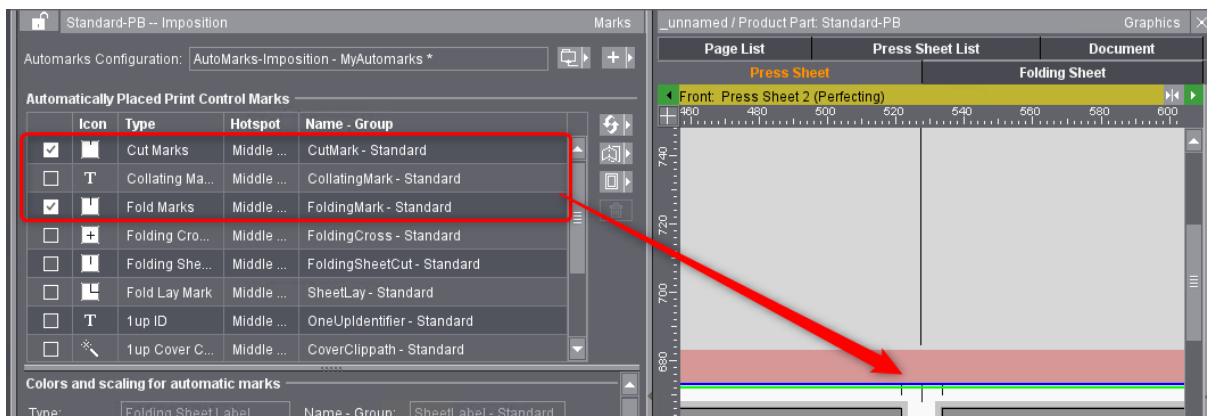 Standard-PB -- Imposition Marks
Automarks Configuration: AutoMarks-Imposition - MyAutomarks *
Automatically Placed Print Control Marks
Icon Type Hotspot Name - Group
Cut Marks Middle ... CutMark - Standard
T Collating Ma... Middle ... CollatingMark - Standard
Fold Marks Middle ... FoldingMark - Standard
Folding Cro... Middle ... FoldingCross - Standard
Folding She... Middle ... FoldingSheetCut - Standard
Fold Lay Mark Middle ... SheetLay - Standard
T 1up ID Middle ... OneUpIdentifier - Standard
1up Cover C... Middle ... CoverClippath - Standard
Colors and scaling for automatic marks
Type: Folding Sheet Label Name - Group: SheetLabel - Standard
_unnamed / Product Part: Standard-PB Graphics
Page List Press Sheet List Document
Press Sheet Folding Sheet
Front: Press Sheet 2 (Perfecting)
460 480 500 520 540 560 580 600
740
720
700
680